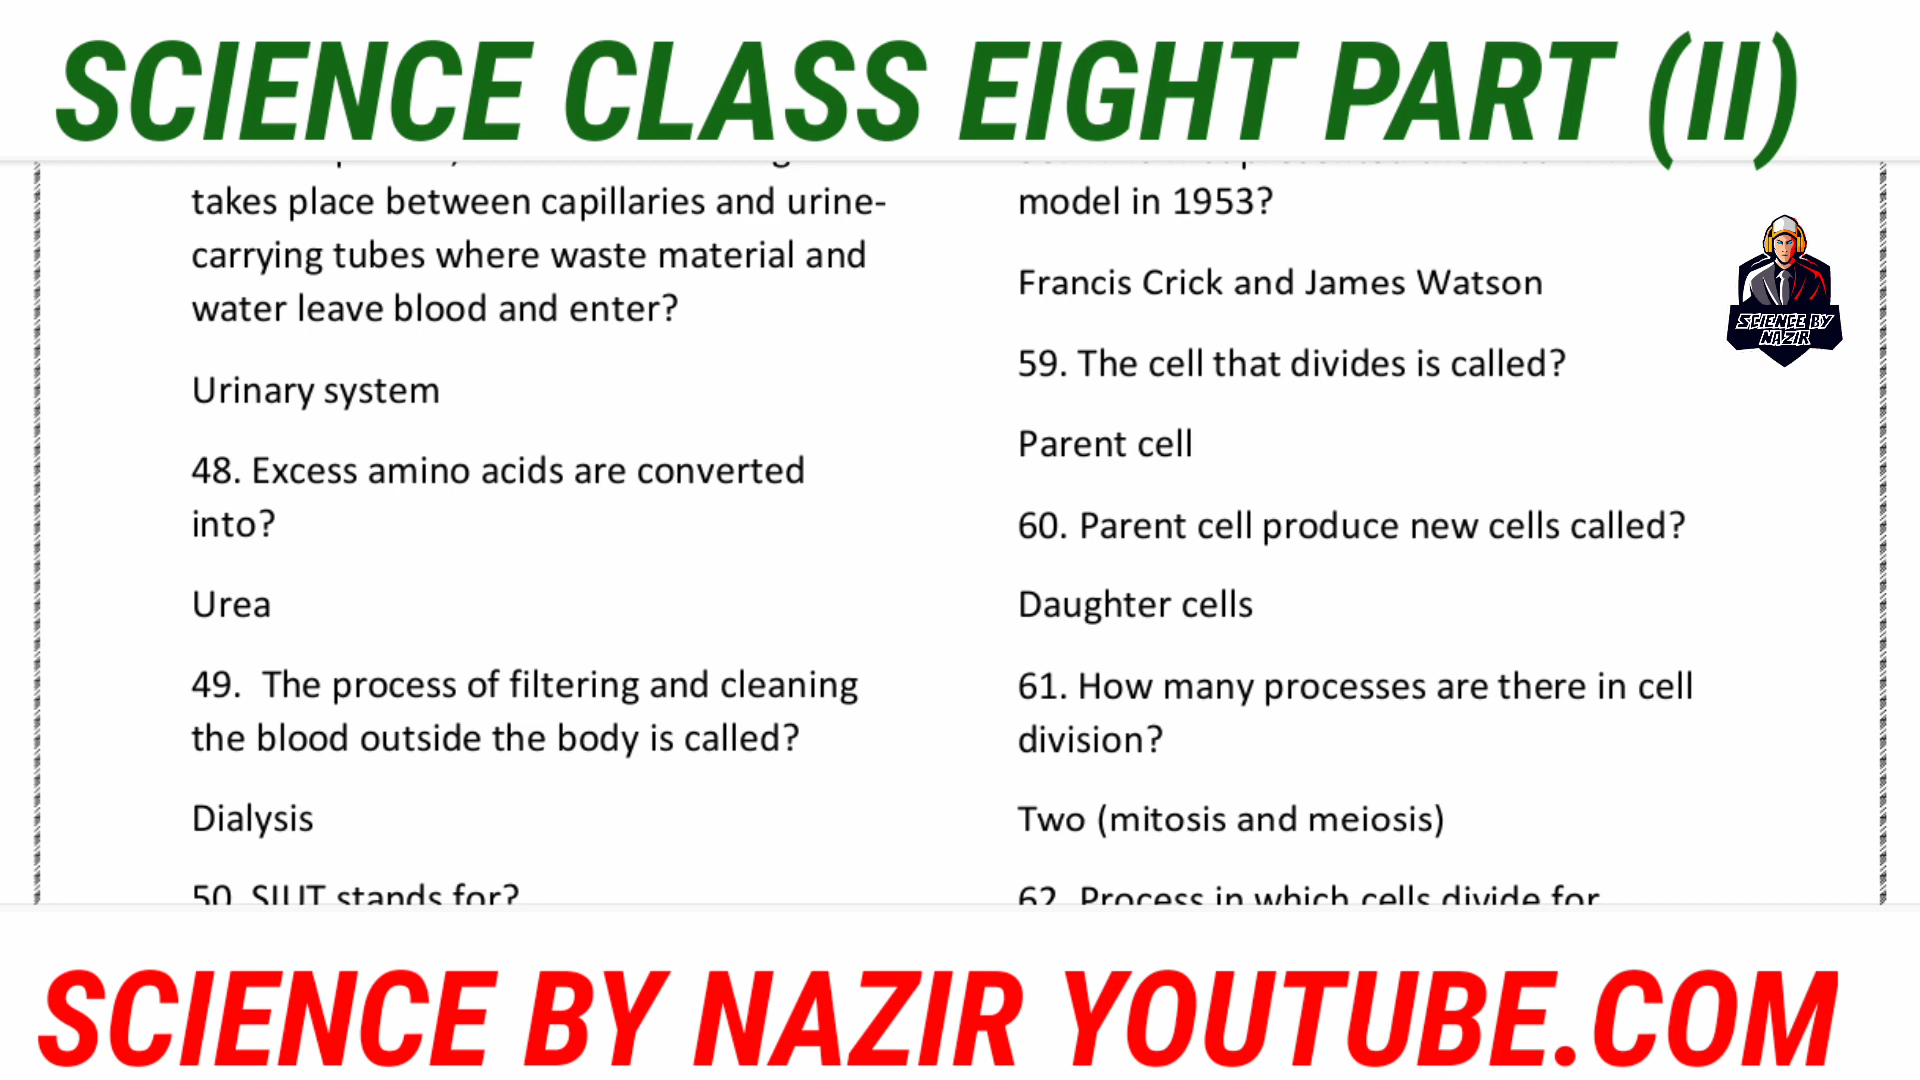 SCIENCE CLASS EIGHT PART (II)
takes place between capillaries and urine-
carrying tubes where waste material and
water leave blood and enter?
Urinary system
48. Excess amino acids are converted
into?
Urea
49. The process of filtering and cleaning
the blood outside the body is called?
Dialysis
50. SIUT stands for?
model in 1953?
Francis Crick and James Watson
59. The cell that divides is called?
Parent cell
60. Parent cell produce new cells called?
Daughter cells
61. How many processes are there in cell
division?
Two (mitosis and meiosis)
62. Process in which cells divide for
SCIENCE BY
NAZIR
SCIENCE BY NAZIR YOUTUBE.COM